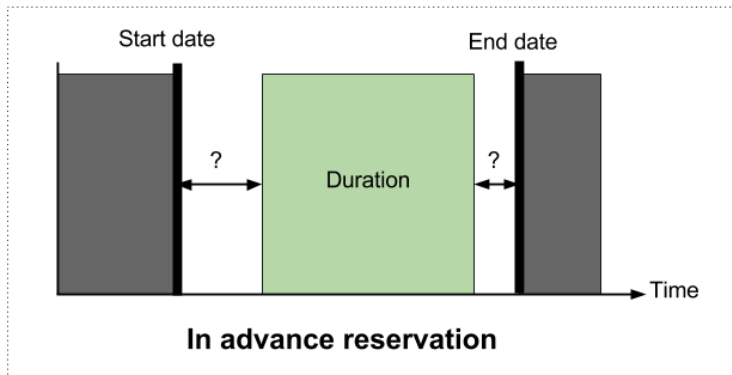 Start date
End date
?
?
Duration
Time
In advance reservation